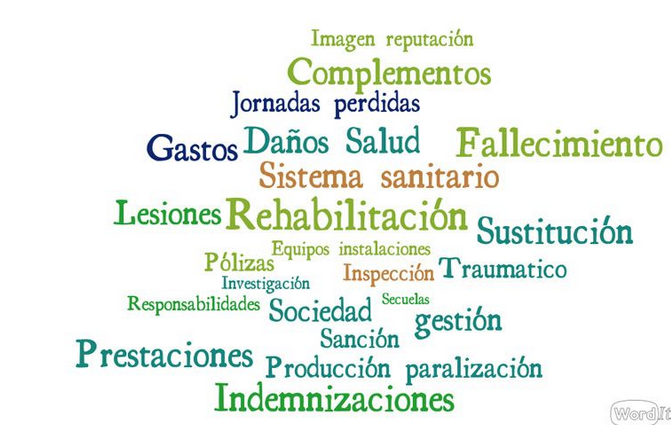 Imagen reputación
Complementos
Jornadas perdidas
Gastos Daños Salud Fallecimiento
Sistema sanitario
Lesiones Rehabilitación Sustitución
Equipos instalaciones
Pólizas Inspección Traumatico
Investigación
Responsabilidades Sociedad Secuelas
gestión
Sanción
Prestaciones Producción paralización
Indemnizaciones
WordItOut